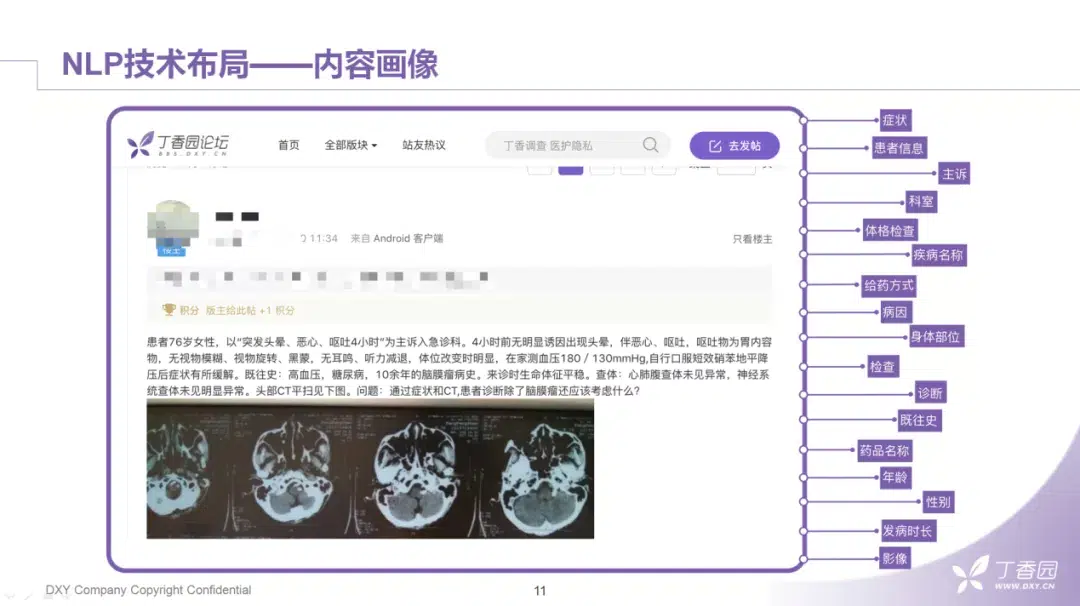 NLP技术布局——内容画像
丁香园论坛
BBS.DXY.CN
首页 全部版块 站友热议
丁香调查 医护隐私
去发帖
楼主
11:34 来自 Android 客户端
只看楼主
积分 版主给此帖 +1 积分
患者76岁女性，以“突发头晕、恶心、呕吐4小时”为主诉入急诊科。4小时前无明显诱因出现头晕，伴恶心、呕吐，呕吐物为胃内容
物，无视物模糊、视物旋转、黑蒙，无耳鸣、听力减退，体位改变时明显，在家测血压180 / 130mmHg,自行口服短效硝苯地平降
压后症状有所缓解。既往史：高血压，糖尿病，10余年的脑膜瘤病史。来诊时生命体征平稳。查体：心肺腹查体未见异常，神经系
统查体未见明显异常。头部CT平扫见下图。问题：通过症状和CT,患者诊断除了脑膜瘤还应该考虑什么?
症状
患者信息
主诉
科室
体格检查
疾病名称
给药方式
病因
身体部位
检查
诊断
既往史
药品名称
年龄
性别
发病时长
影像
丁香园
WWW.DXY.CN
DXY Company Copyright Confidential
11